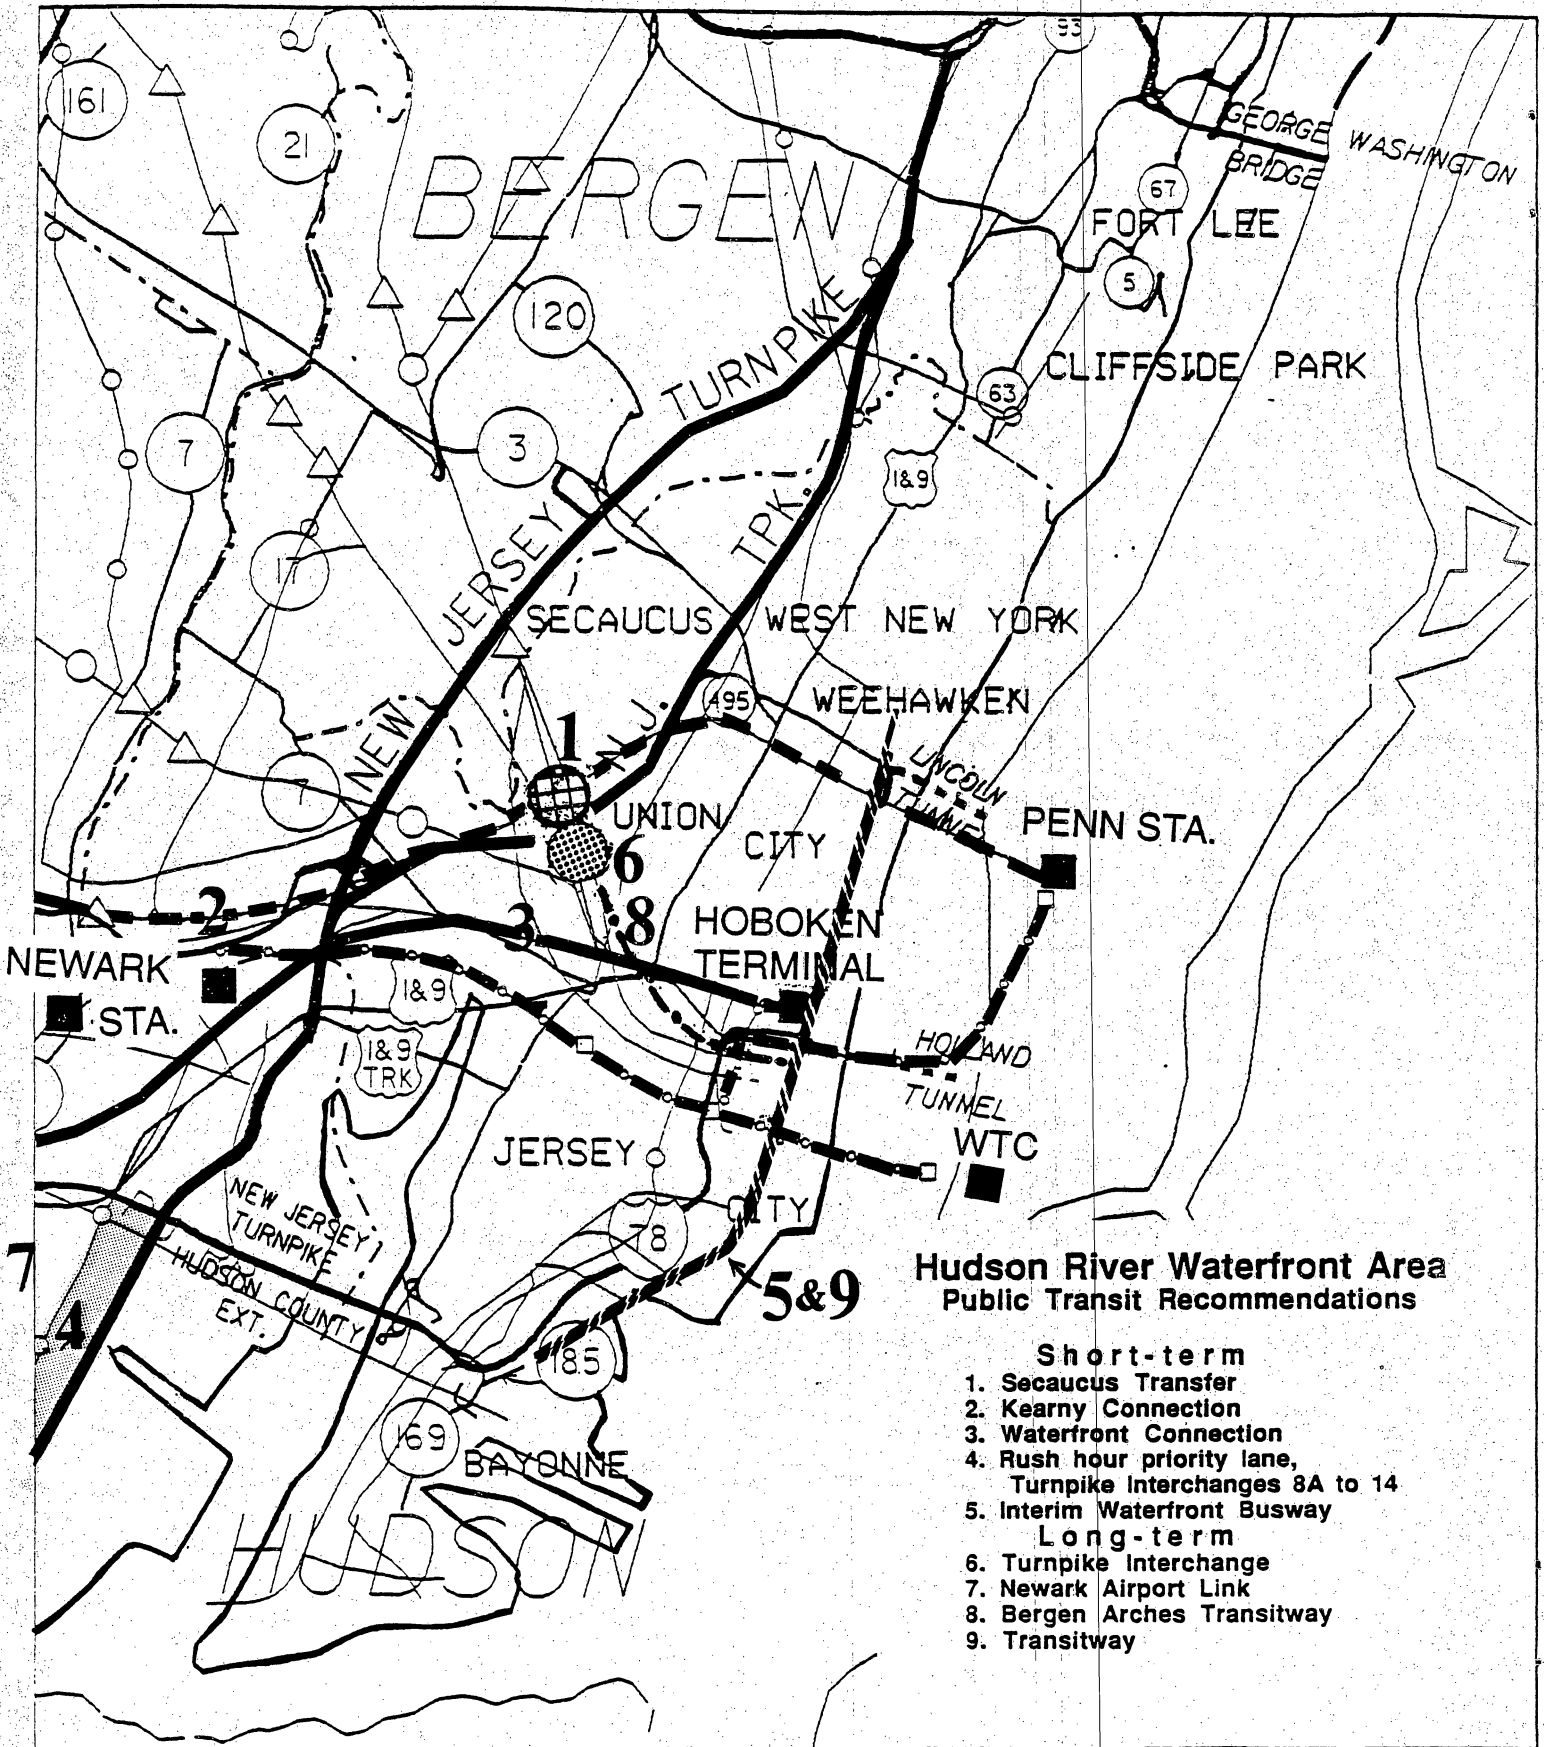 93
161
21
GEORGE WASHINGTON
BRIDGE
BERGEN
67
FORT LEE
5
120
TURNPIKE
CLIFFSIDE PARK
63
7
3
1&9
TPK.
JERSEY
17
SECAUCUS
WEST NEW YORK
495
WEEHAWKEN
N.J.
NEW
1
LINCOLN
TUNNEL
7
UNION
CITY
PENN STA.
6
2
3
8
HOBOKEN
TERMINAL
NEWARK
STA.
1&9
1&9
TRK
HOLLAND
TUNNEL
WTC
JERSEY
CITY
NEW JERSEY
TURNPIKE
HUDSON COUNTY
EXT.
78
7
4
5&9
185
169
BAYONNE
HUDSON
Hudson River Waterfront Area
Public Transit Recommendations
Short-term
1. Secaucus Transfer
2. Kearny Connection
3. Waterfront Connection
4. Rush hour priority lane,
Turnpike Interchanges 8A to 14
5. Interim Waterfront Busway
Long-term
6. Turnpike Interchange
7. Newark Airport Link
8. Bergen Arches Transitway
9. Transitway